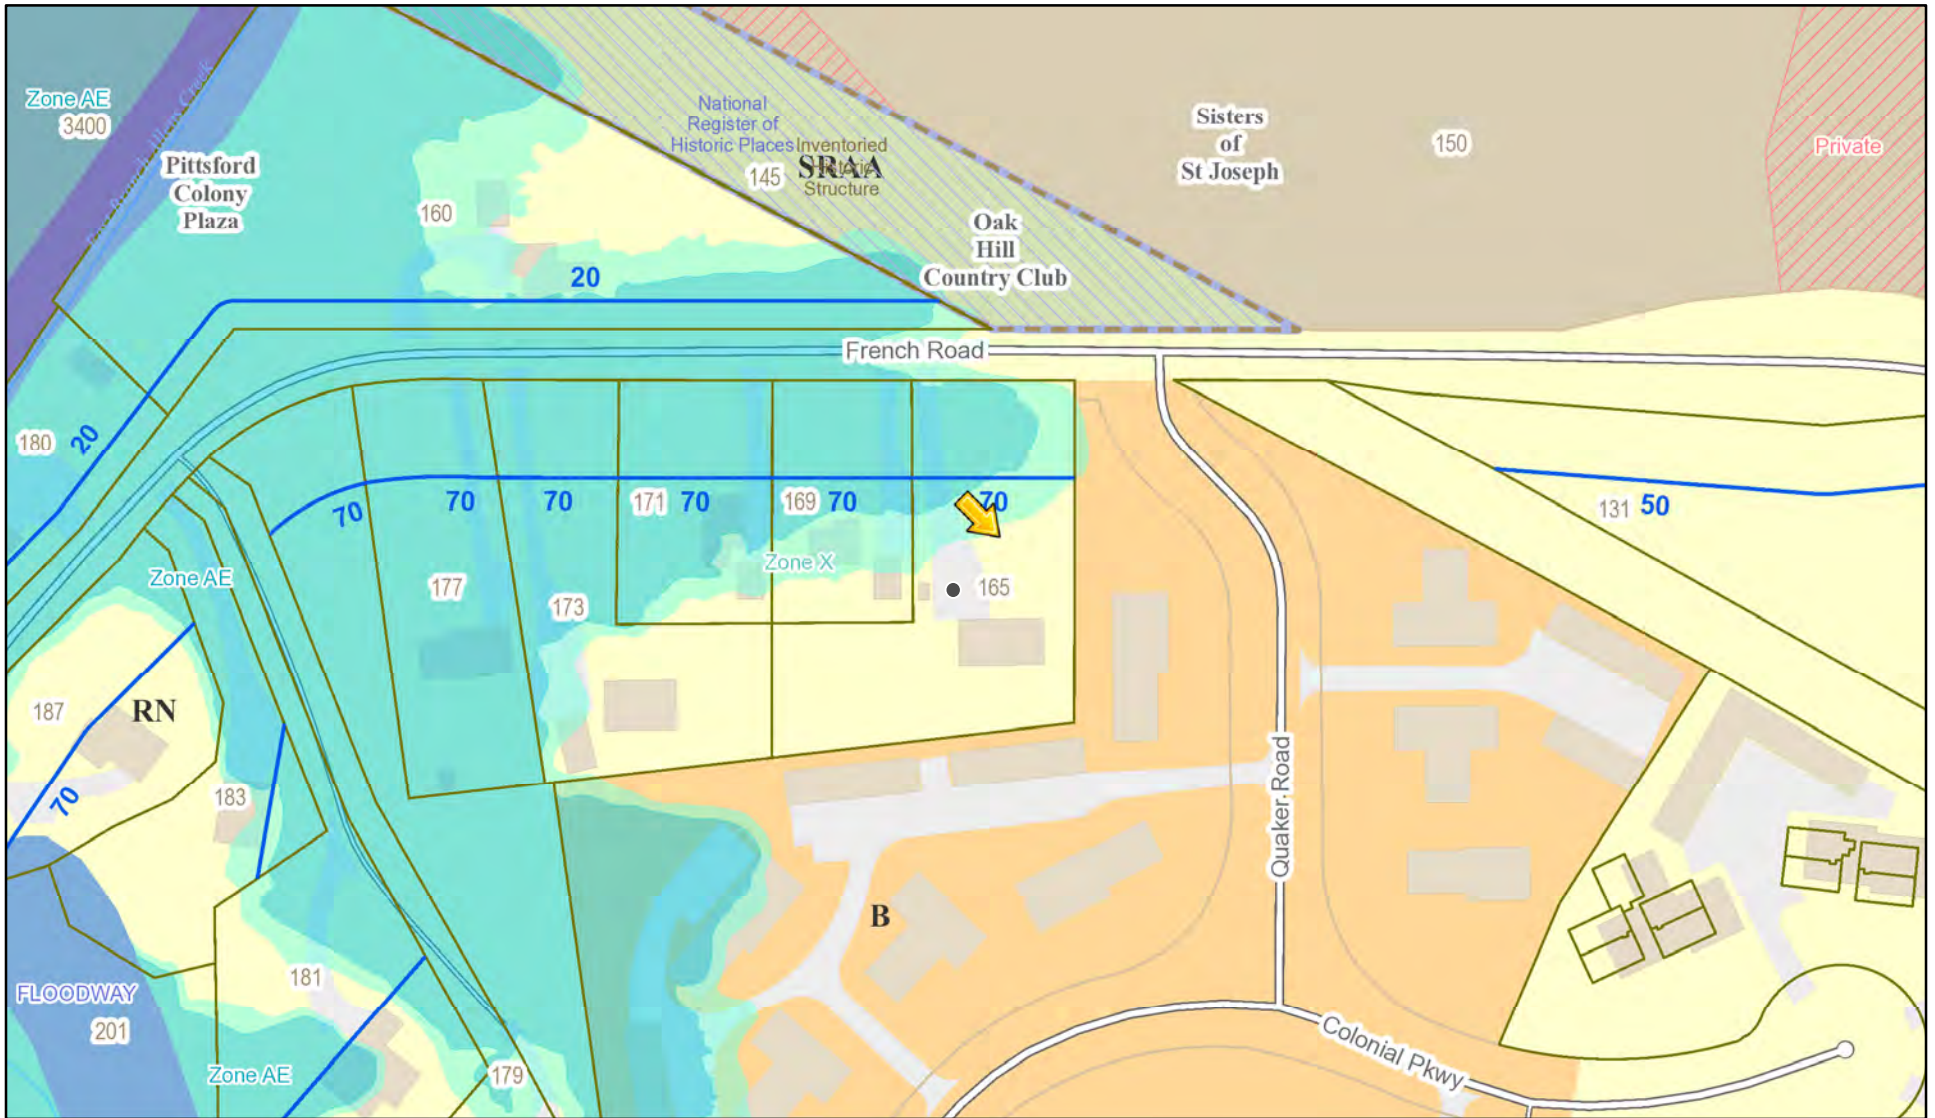 Zone AE
3400
Pittsford
Colony
Plaza
160
National
Register of
Historic Places
Inventoried
Historic
Structure
SRAA
145
Oak
Hill
Country Club
Sisters
of
St Joseph
150
Private
20
French Road
180
20
70
70
70
171
70
169
70
70
131
50
Zone AE
177
173
Zone X
165
187
RN
70
183
Quaker Road
B
181
FLOODWAY
201
Zone AE
179
Colonial Pkwy